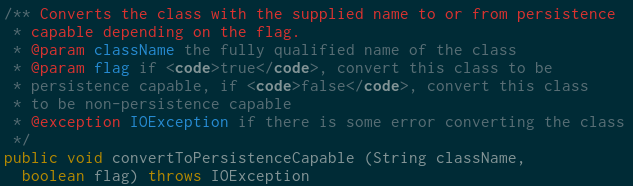 /** Converts the class with the supplied name to or from persistence
* capable depending on the flag.
* @param className the fully qualified name of the class
* @param flag if <code>true</code>, convert this class to be
* persistence capable, if <code>false</code>, convert this class
* to be non-persistence capable
* @exception IOException if there is some error converting the class
*/
public void convertToPersistenceCapable (String className,
boolean flag) throws IOException